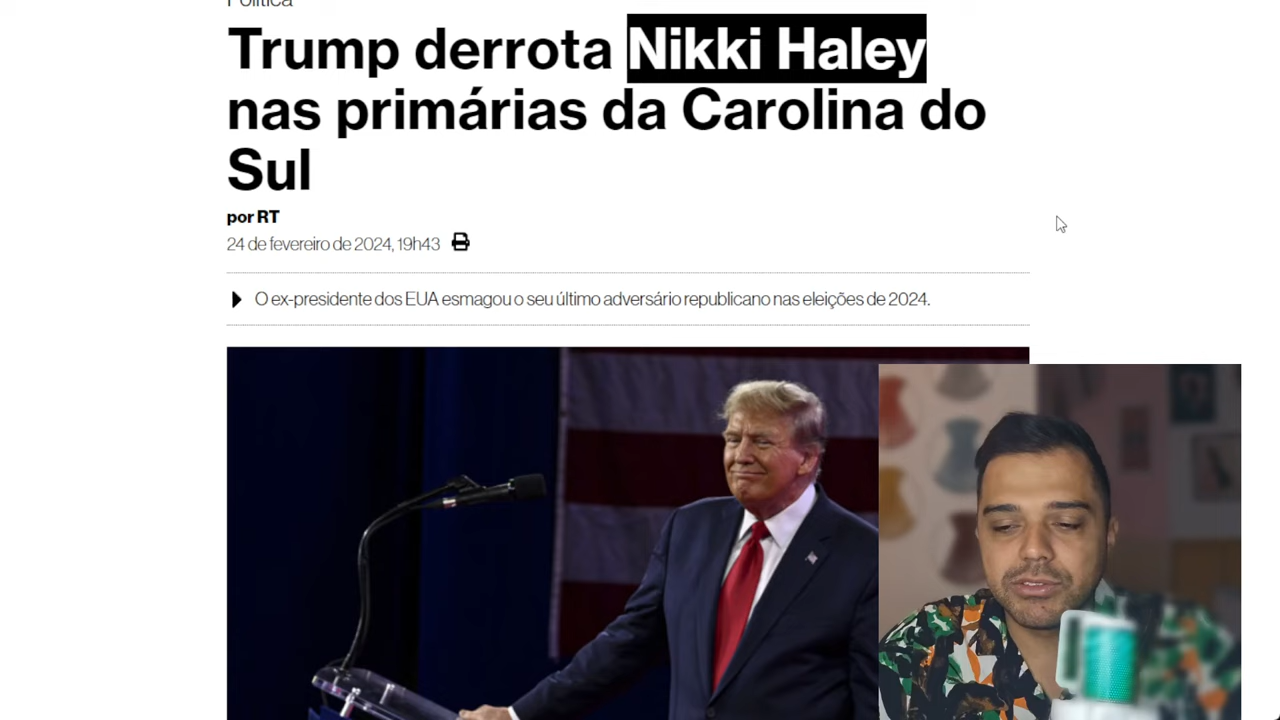 Política
Trump derrota Nikki Haley
nas primárias da Carolina do
Sul
por RT
24 de fevereiro de 2024, 19h43
O ex-presidente dos EUA esmagou o seu último adversário republicano nas eleições de 2024.